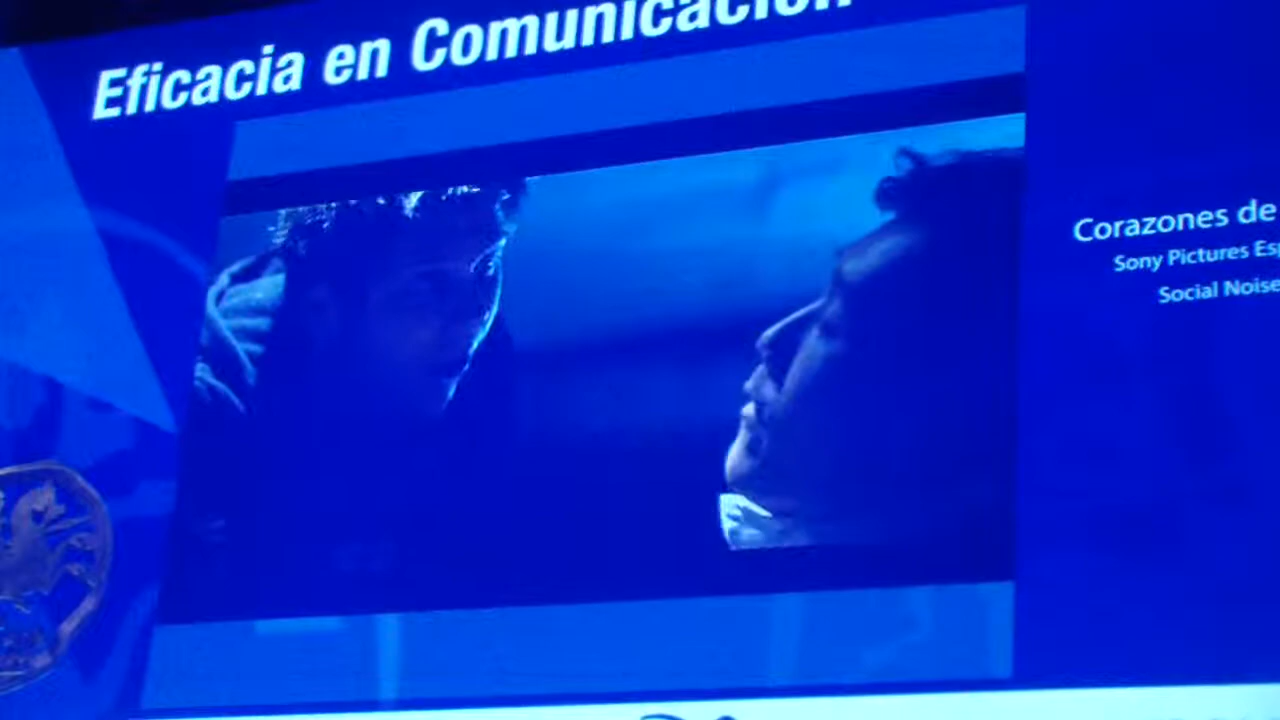 Eficacia en Comunicación
Corazones de
Sony Pictures
Social Noise